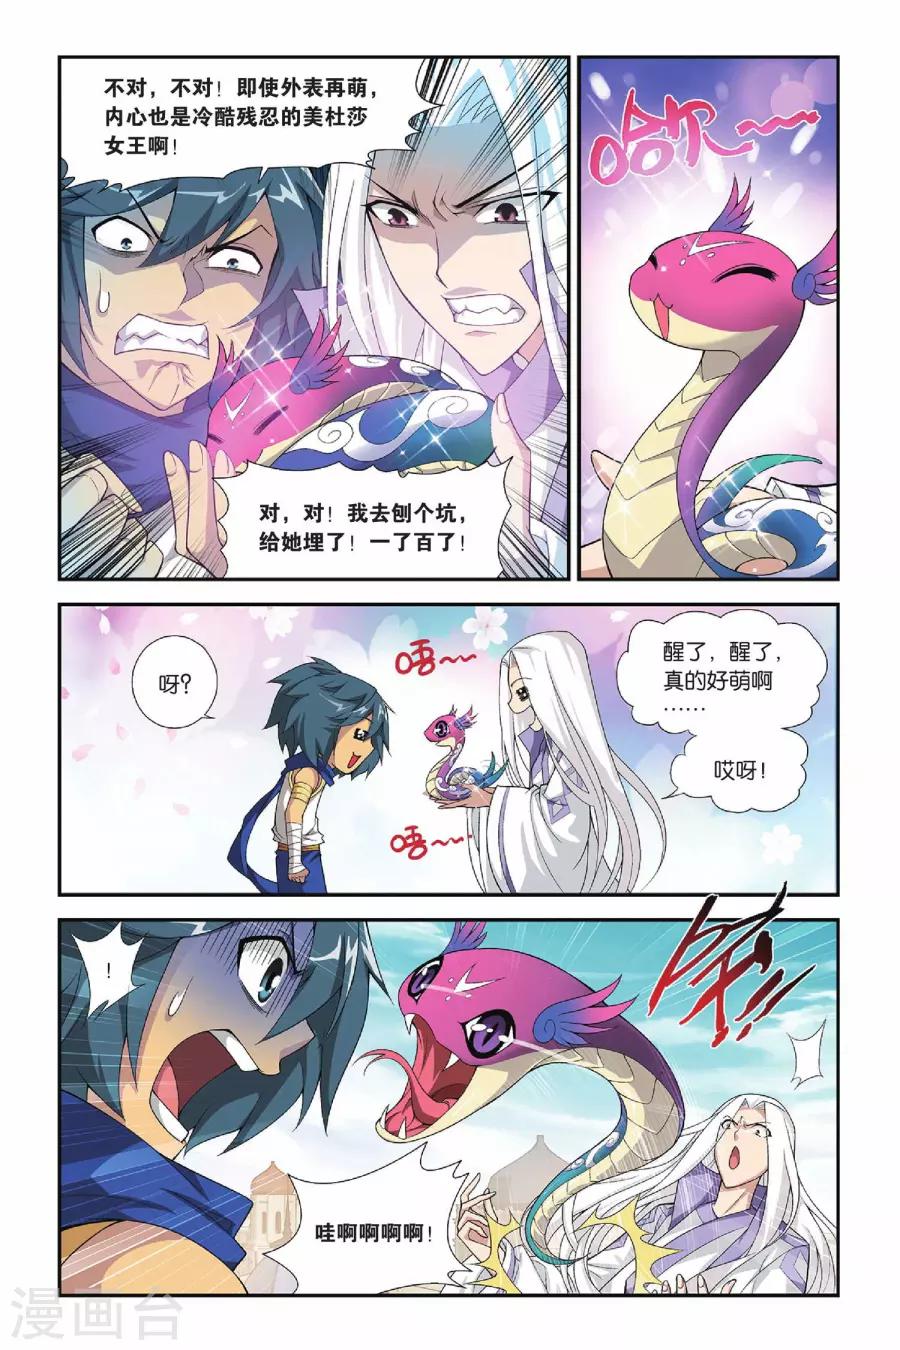 不对，不对！即使外表再萌，
内心也是冷酷残忍的美杜莎
女王啊！
对，对！我去刨个坑，
给她埋了！一了百了！
哈尔～
呀？
唔～
唔～
醒了，醒了，
真的好萌啊
……
哎呀！
！
哇啊啊啊啊！
！
漫画台